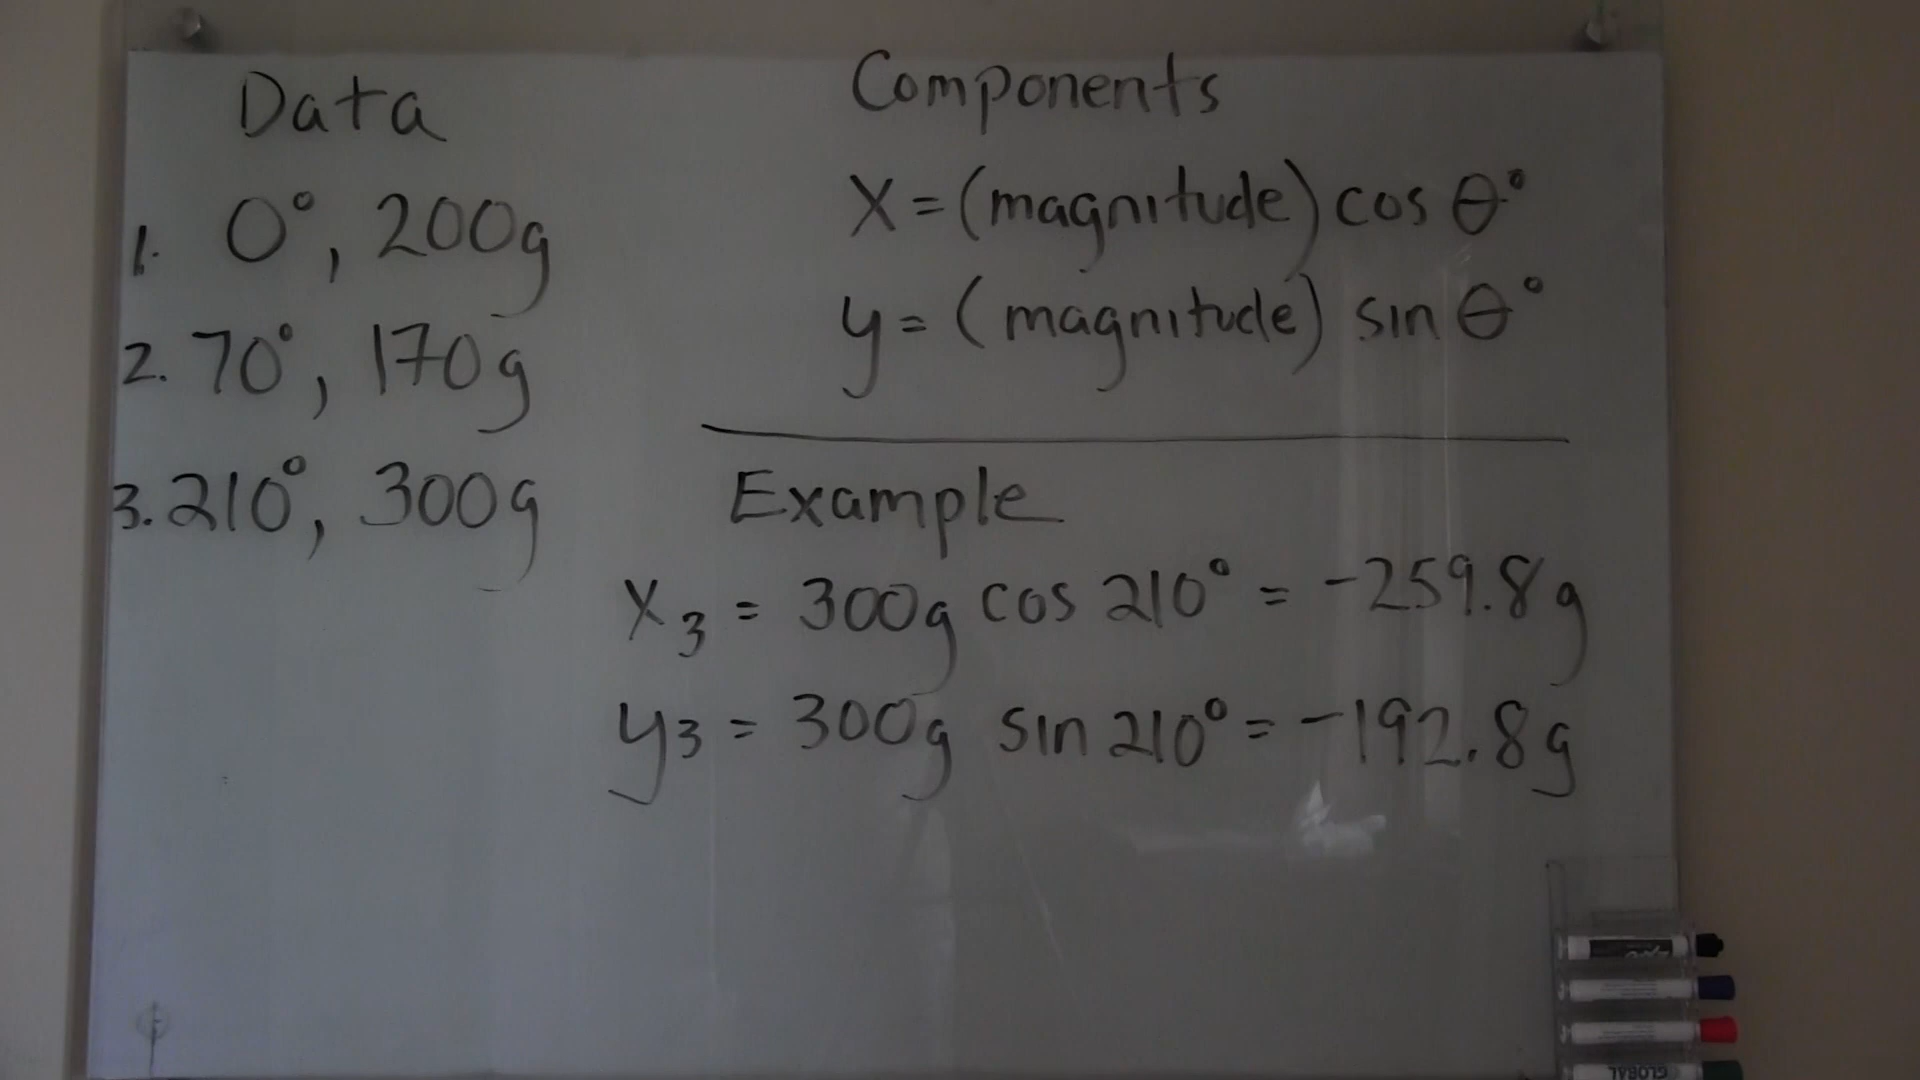 Data
1. 0°, 200g
2. 70°, 170g
3. 210°, 300g
Components
X = (magnitude) cos θ°
y = (magnitude) sin θ°
Example
X₃ = 300g cos 210° = -259.8g
y₃ = 300g sin 210° = -192.8g
GLOBAL